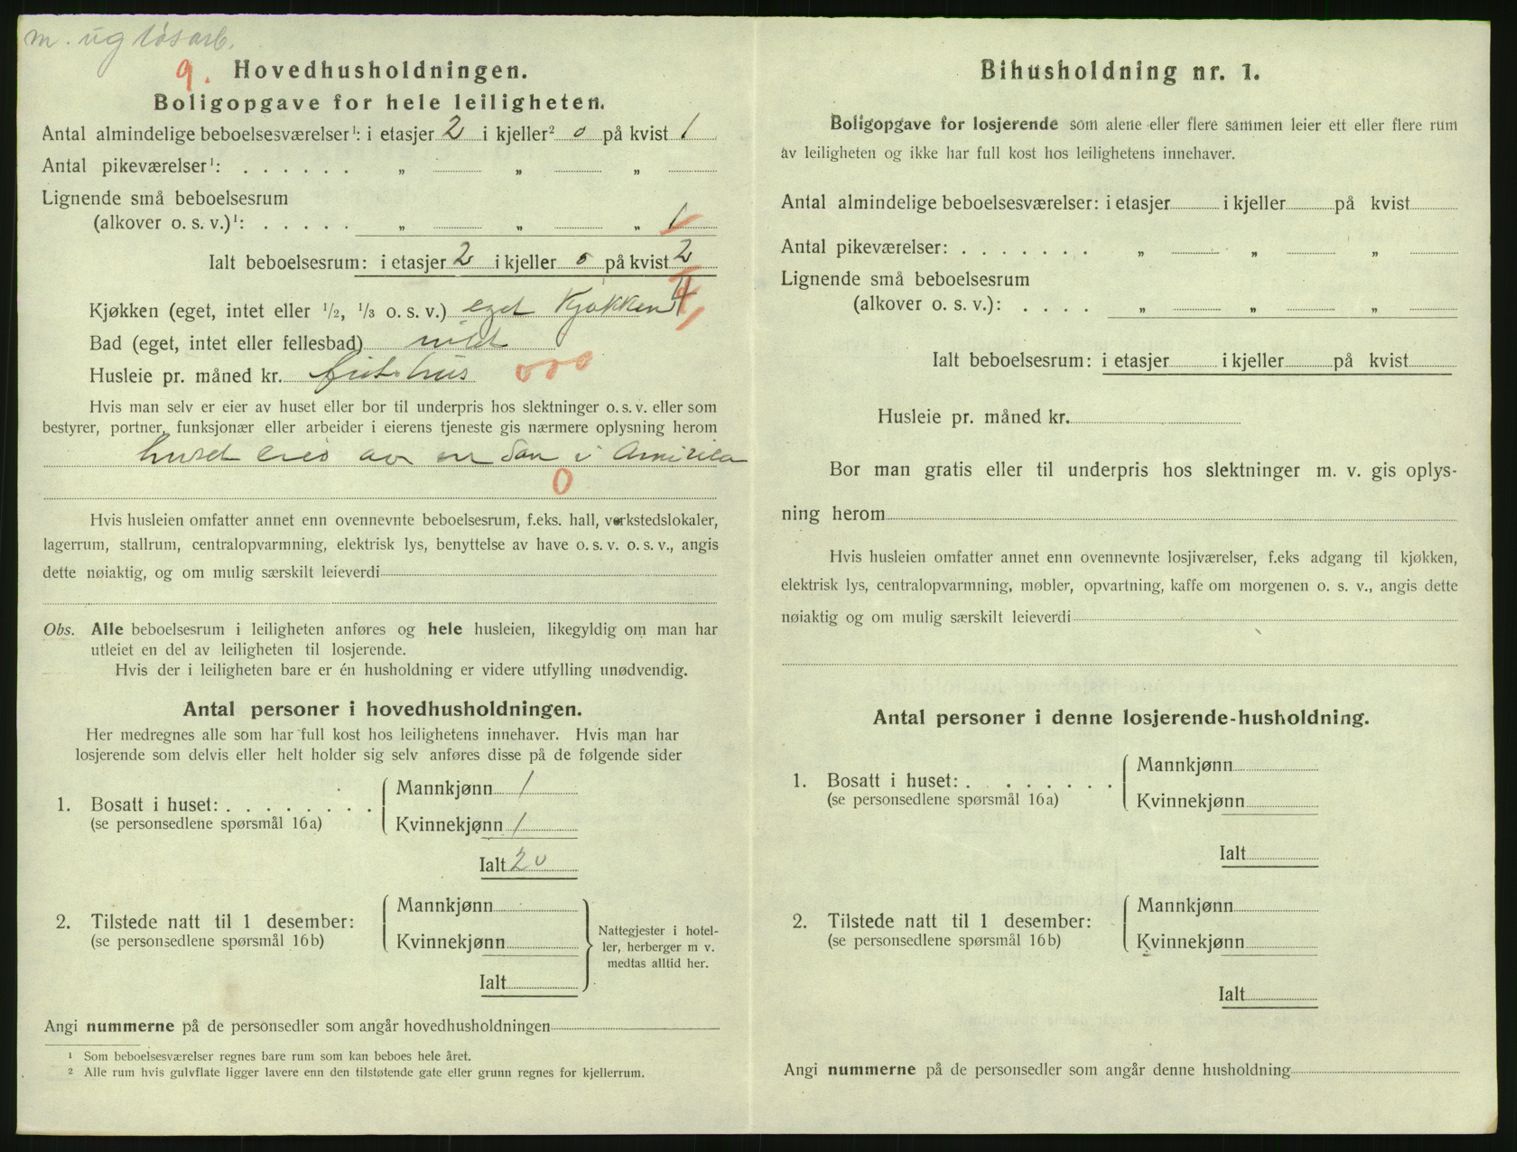 m. ug løsarb.
9. Hovedhusholdningen.
Boligopgave for hele leiligheten.
Antal almindelige beboelsesværelser¹: i etasjer 2 i kjeller² 0 på kvist 1
Antal pikeværelser¹: . . . . . . „ „ „
Lignende små beboelsesrum
(alkover o. s. v.)¹: . . . . . „ „ „ 1
Ialt beboelsesrum: i etasjer 2 i kjeller 0 på kvist 2
4
Kjøkken (eget, intet eller 1/2, 1/3 o. s. v.) eget Kjøkken
Bad (eget, intet eller fellesbad) intet
Husleie pr. måned kr. frit hus 000
Hvis man selv er eier av huset eller bor til underpris hos slektninger o. s. v. eller som
bestyrer, portner, funksjonær eller arbeider i eierens tjeneste gis nærmere oplysning herom
huset eies av en Søn i Amerika
0
Hvis husleien omfatter annet enn ovennevnte beboelsesrum, f.eks. hall, verkstedslokaler,
lagerrum, stallrum, centralopvarmning, elektrisk lys, benyttelse av have o. s. v. o. s. v., angis
dette nøiaktig, og om mulig særskilt leieverdi
Obs. Alle beboelsesrum i leiligheten anføres og hele husleien, likegyldig om man har
utleiet en del av leiligheten til losjerende.
Hvis der i leiligheten bare er én husholdning er videre utfylling unødvendig.
Antal personer i hovedhusholdningen.
Her medregnes alle som har full kost hos leilighetens innehaver. Hvis man har
losjerende som delvis eller helt holder sig selv anføres disse på de følgende sider
1. Bosatt i huset: . . . . . . . .
(se personsedlene spørsmål 16a)
Mannkjønn 1
Kvinnekjønn 1
Ialt 2 0
2. Tilstede natt til 1 desember:
(se personsedlene spørsmål 16b)
Mannkjønn
Kvinnekjønn
Ialt
Nattegjester i hotel-
ler, herberger m v.
medtas alltid her.
Angi nummerne på de personsedler som angår hovedhusholdningen
¹ Som beboelsesværelser regnes bare rum som kan beboes hele året.
² Alle rum hvis gulvflate ligger lavere enn den tilstøtende gate eller grunn regnes for kjellerrum.
Bihusholdning nr. 1.
Boligopgave for losjerende som alene eller flere sammen leier ett eller flere rum
av leiligheten og ikke har full kost hos leilighetens innehaver.
Antal almindelige beboelsesværelser: i etasjer i kjeller på kvist
Antal pikeværelser: . . . . . . „ „ „
Lignende små beboelsesrum
(alkover o. s. v.): . . . . „ „ „
Ialt beboelsesrum: i etasjer i kjeller på kvist
Husleie pr. måned kr.
Bor man gratis eller til underpris hos slektninger m. v. gis oplys-
ning herom
Hvis husleien omfatter annet enn ovennevnte losjiværelser, f.eks adgang til kjøkken,
elektrisk lys, centralopvarmning, møbler, opvartning, kaffe om morgenen o. s. v., angis dette
nøiaktig og om mulig særskilt leieverdi
Antal personer i denne losjerende-husholdning.
1. Bosatt i huset: . . . . . . .
(se personsedlene spørsmål 16a)
Mannkjønn
Kvinnekjønn
Ialt
2. Tilstede natt til 1 desember:
(se personsedlene spørsmål 16b)
Mannkjønn
Kvinnekjønn
Ialt
Angi nummerne på de personsedler som angår denne husholdning